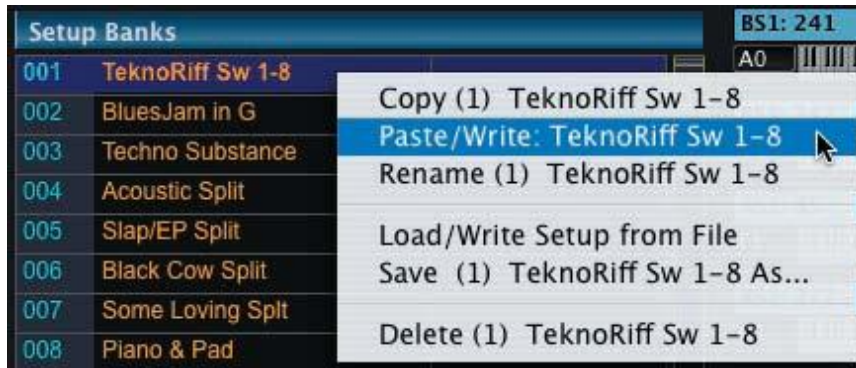 Setup Banks
001 TeknoRiff Sw 1-8
002 BluesJam in G
003 Techno Substance
004 Acoustic Split
005 Slap/EP Split
006 Black Cow Split
007 Some Loving Splt
008 Piano & Pad
BS1: 241
A0
Copy (1) TeknoRiff Sw 1-8
Paste/Write: TeknoRiff Sw 1-8
Rename (1) TeknoRiff Sw 1-8
Load/Write Setup from File
Save (1) TeknoRiff Sw 1-8 As...
Delete (1) TeknoRiff Sw 1-8